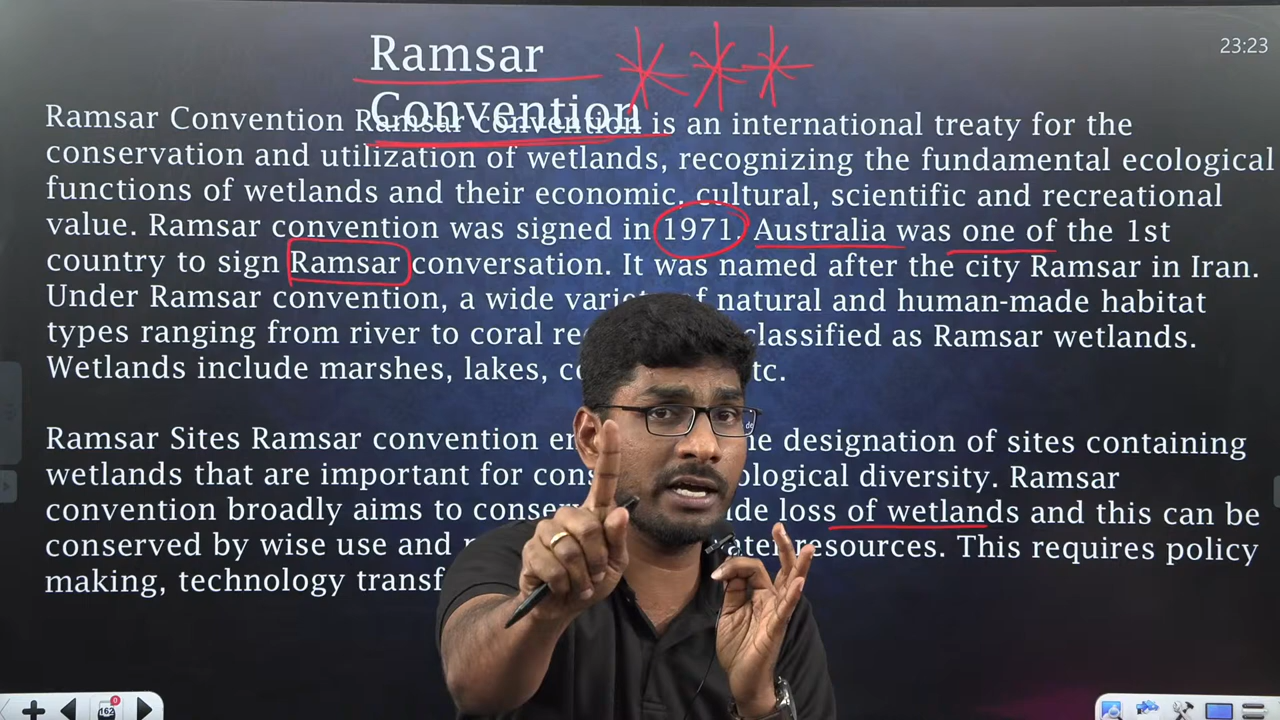 Ramsar
Convention
23:23
Ramsar Convention Ramsar convention is an international treaty for the
conservation and utilization of wetlands, recognizing the fundamental ecological
functions of wetlands and their economic, cultural, scientific and recreational
value. Ramsar convention was signed in 1971. Australia was one of the 1st
country to sign Ramsar conversation. It was named after the city Ramsar in Iran.
Under Ramsar convention, a wide variety of natural and human-made habitat
types ranging from river to coral classified as Ramsar wetlands.
Wetlands include marshes, lakes, etc.
Ramsar Sites Ramsar convention designation of sites containing
wetlands that are important for diversity. Ramsar
convention broadly aims to loss of wetlands and this can be
conserved by wise use and resources. This requires policy
making, technology
162
0